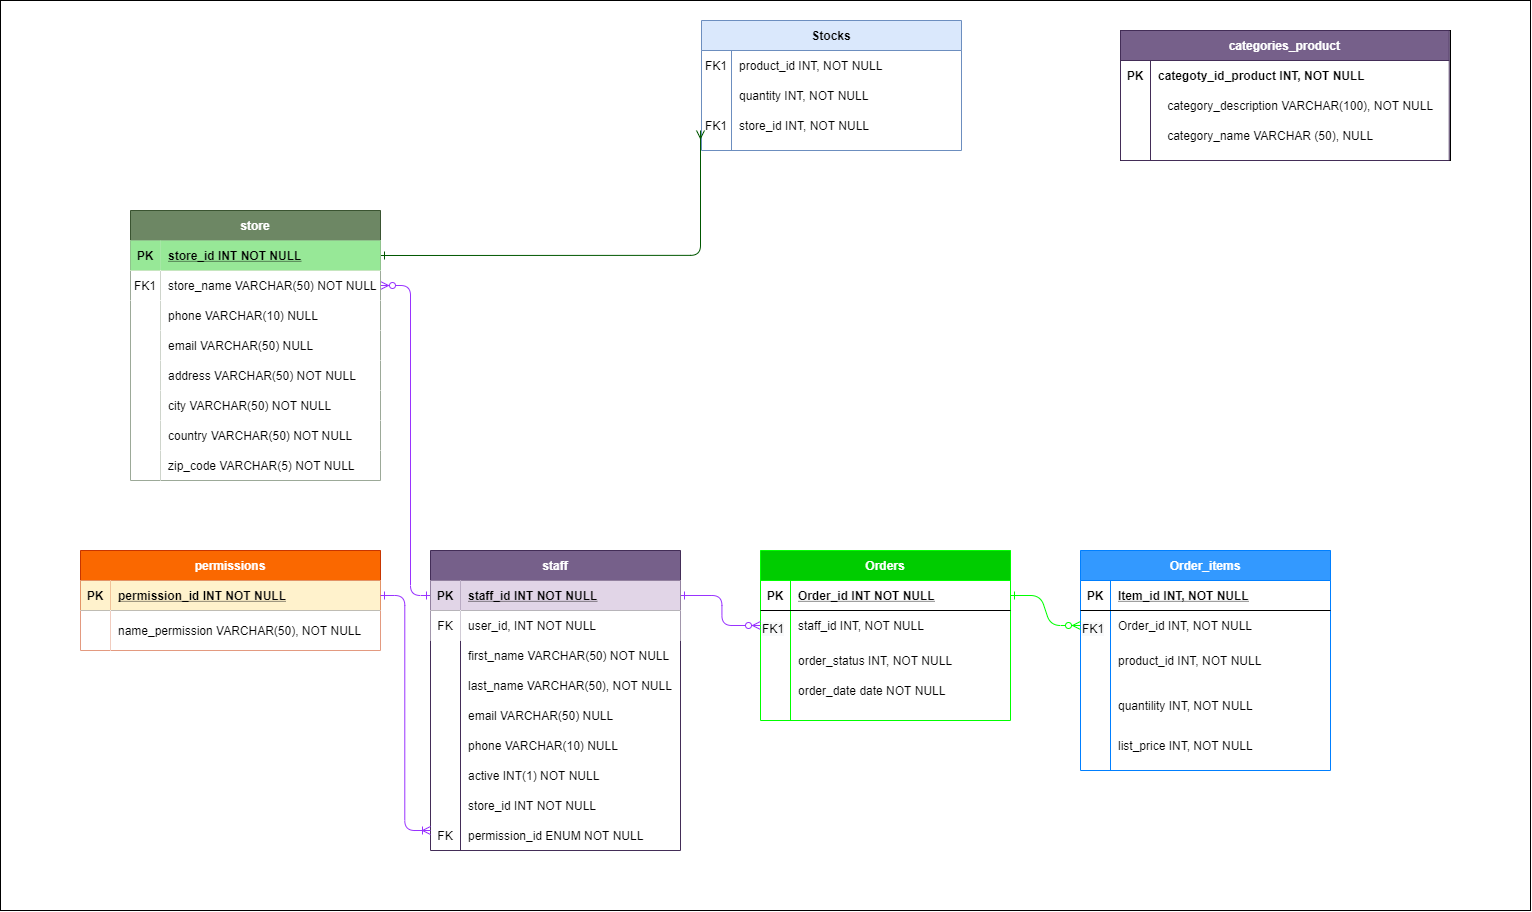 Stocks
FK1 product_id INT, NOT NULL
quantity INT, NOT NULL
FK1 store_id INT, NOT NULL
categories_product
PK categoty_id_product INT, NOT NULL
category_description VARCHAR(100), NOT NULL
category_name VARCHAR (50), NULL
store
PK store_id INT NOT NULL
FK1 store_name VARCHAR(50) NOT NULL
phone VARCHAR(10) NULL
email VARCHAR(50) NULL
address VARCHAR(50) NOT NULL
city VARCHAR(50) NOT NULL
country VARCHAR(50) NOT NULL
zip_code VARCHAR(5) NOT NULL
permissions
PK permission_id INT NOT NULL
name_permission VARCHAR(50), NOT NULL
staff
PK staff_id INT NOT NULL
FK user_id, INT NOT NULL
first_name VARCHAR(50) NOT NULL
last_name VARCHAR(50), NOT NULL
email VARCHAR(50) NULL
phone VARCHAR(10) NULL
active INT(1) NOT NULL
store_id INT NOT NULL
FK permission_id ENUM NOT NULL
Orders
PK Order_id INT NOT NULL
FK1 staff_id INT, NOT NULL
order_status INT, NOT NULL
order_date date NOT NULL
Order_items
PK Item_id INT, NOT NULL
FK1 Order_id INT, NOT NULL
product_id INT, NOT NULL
quantility INT, NOT NULL
list_price INT, NOT NULL